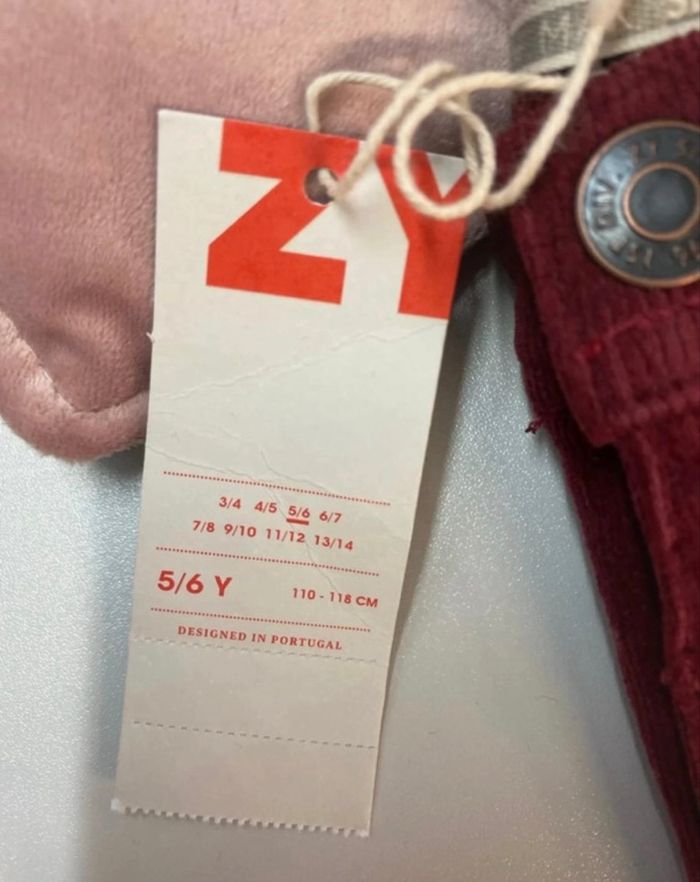 ZY
3/4 4/5 5/6 6/7
7/8 9/10 11/12 13/14
5/6 Y 110 - 118 CM
DESIGNED IN PORTUGAL
ZY